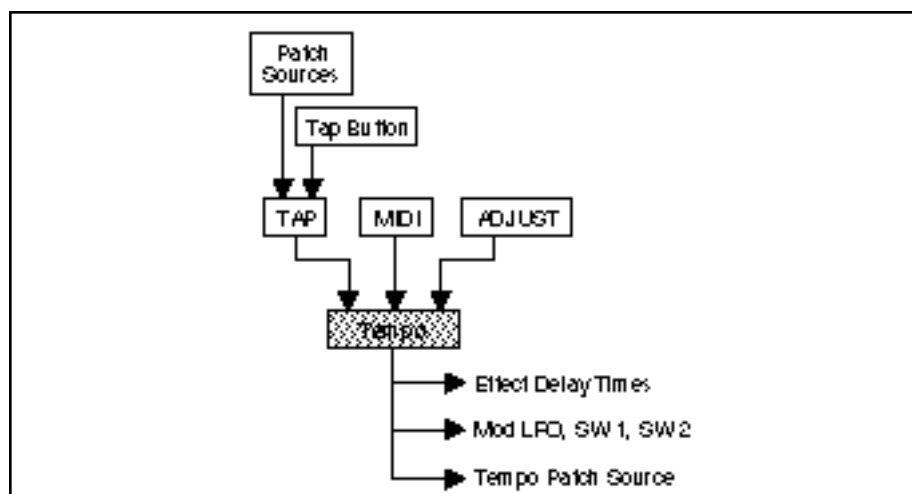 Patch
Sources
Tap Button
TAP MIDI ADJUST
Tempo
Effect Delay Times
Mod LFO, SW 1, SW 2
Tempo Patch Source